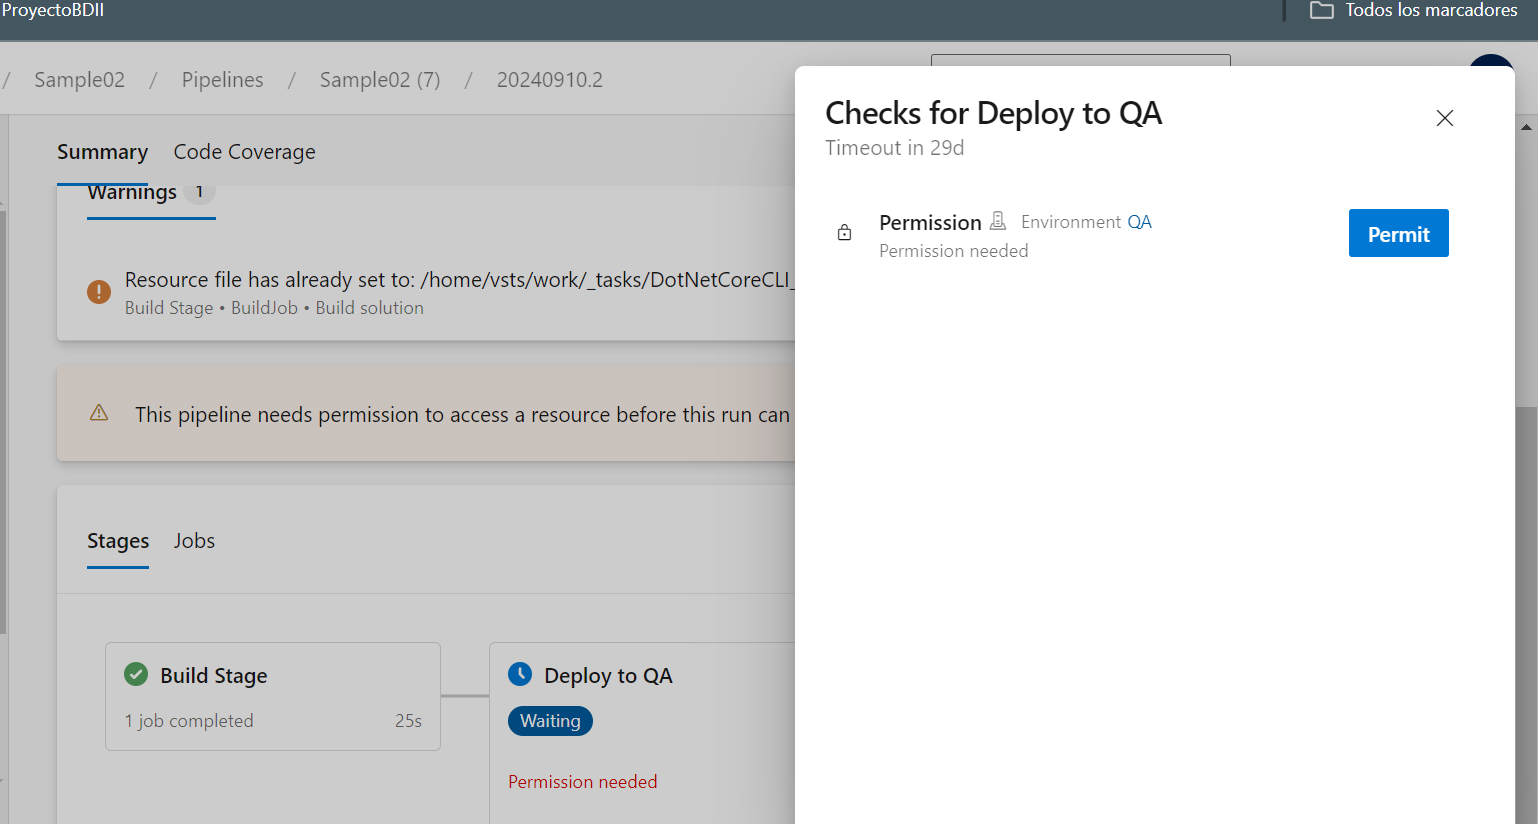 ProyectoBDII
Todos los marcadores
/ Sample02 / Pipelines / Sample02 (7) / 20240910.2
Summary Code Coverage
Warnings 1
Resource file has already set to: /home/vsts/work/_tasks/DotNetCoreCLI_
Build Stage • BuildJob • Build solution
This pipeline needs permission to access a resource before this run can
Stages Jobs
Build Stage
1 job completed 25s
Deploy to QA
Waiting
Permission needed
Checks for Deploy to QA
Timeout in 29d
Permission Environment QA
Permission needed
Permit